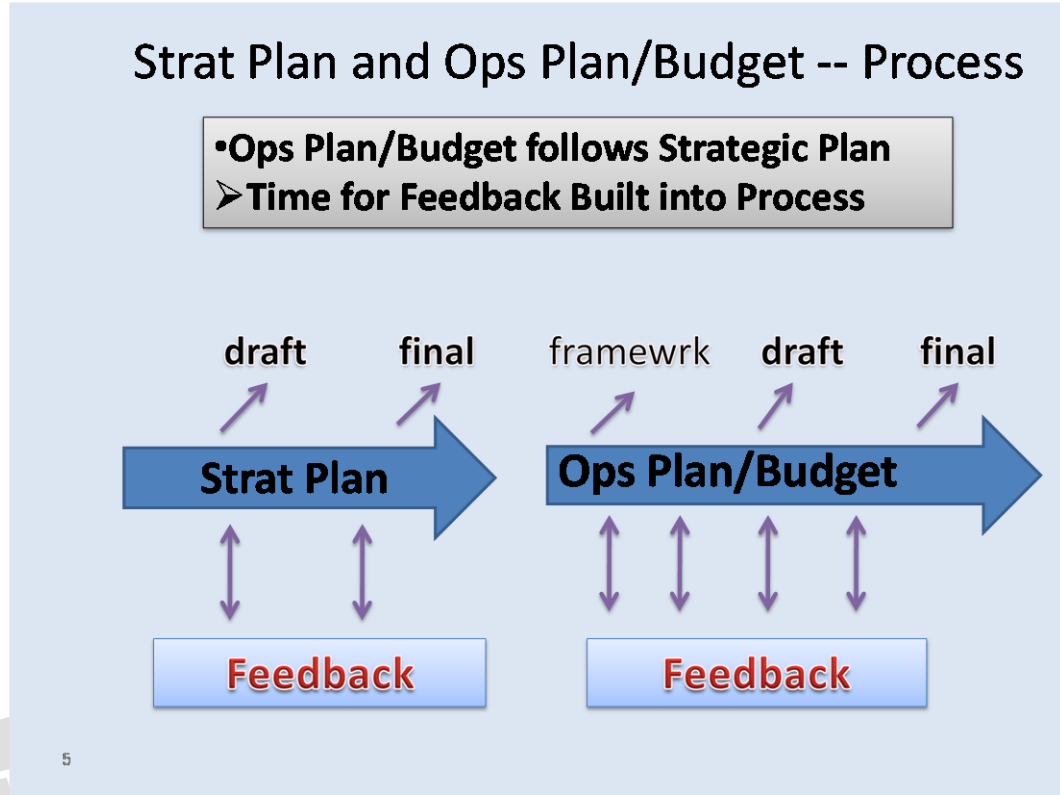 Strat Plan and Ops Plan/Budget -- Process
•Ops Plan/Budget follows Strategic Plan
➢Time for Feedback Built into Process
draft final framewrk draft final
Strat Plan Ops Plan/Budget
Feedback Feedback
5